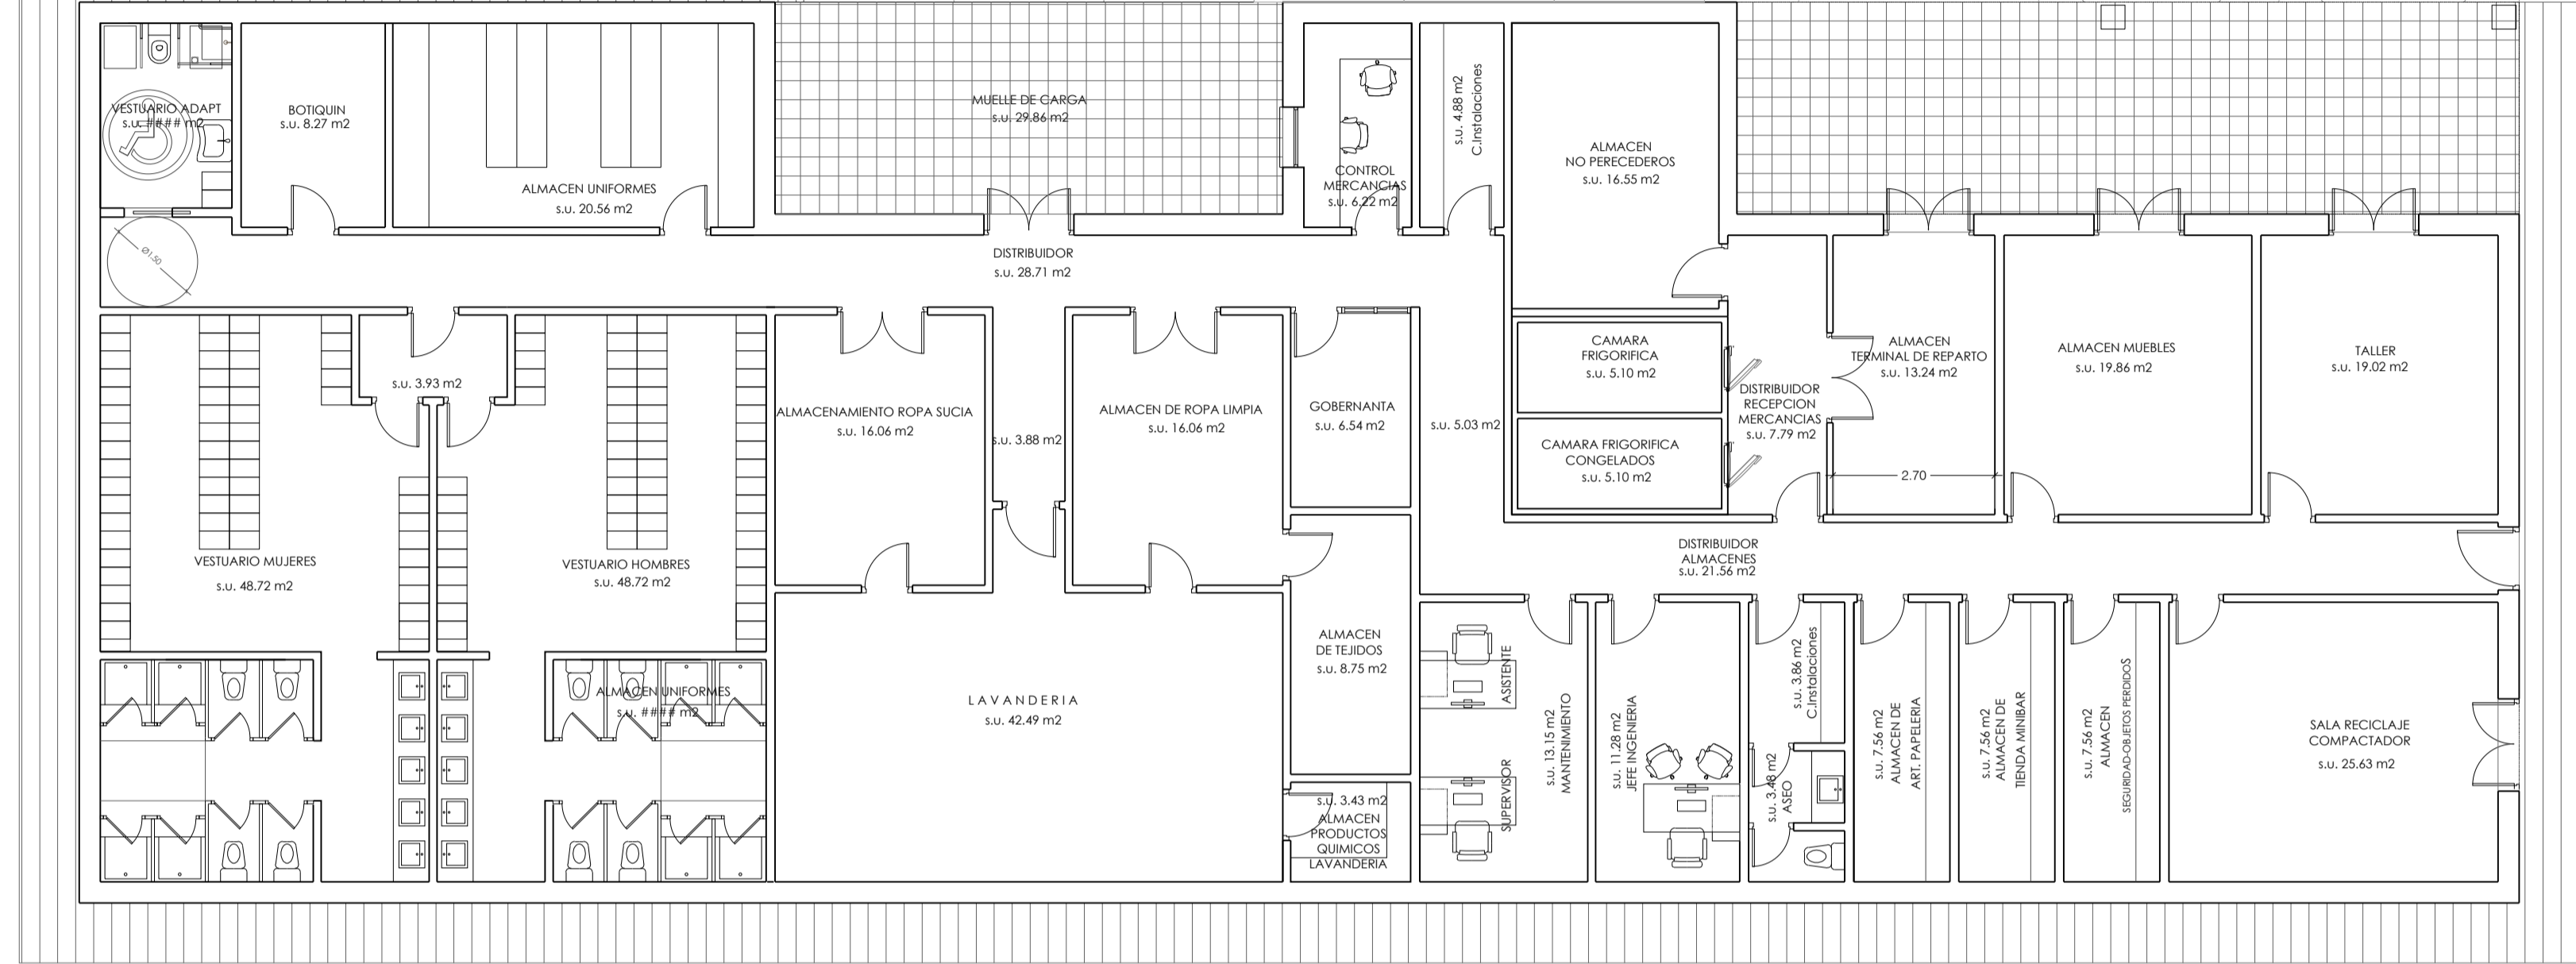 VESTUARIO ADAPT
s.u. #### m2
BOTIQUIN
s.u. 8.27 m2
ALMACEN UNIFORMES
s.u. 20.56 m2
MUELLE DE CARGA
s.u. 29.86 m2
CONTROL
MERCANCIAS
s.u. 6.22 m2
s.u. 4.88 m2
C.Instalaciones
ALMACEN
NO PERECEDEROS
s.u. 16.55 m2
Ø1.50
DISTRIBUIDOR
s.u. 28.71 m2
s.u. 3.93 m2
ALMACENAMIENTO ROPA SUCIA
s.u. 16.06 m2
s.u. 3.88 m2
ALMACEN DE ROPA LIMPIA
s.u. 16.06 m2
GOBERNANTA
s.u. 6.54 m2
s.u. 5.03 m2
CAMARA
FRIGORIFICA
s.u. 5.10 m2
CAMARA FRIGORIFICA
CONGELADOS
s.u. 5.10 m2
DISTRIBUIDOR
RECEPCION
MERCANCIAS
s.u. 7.79 m2
ALMACEN
TERMINAL DE REPARTO
s.u. 13.24 m2
2.70
ALMACEN MUEBLES
s.u. 19.86 m2
TALLER
s.u. 19.02 m2
VESTUARIO MUJERES
s.u. 48.72 m2
VESTUARIO HOMBRES
s.u. 48.72 m2
DISTRIBUIDOR
ALMACENES
s.u. 21.56 m2
ALMACEN UNIFORMES
s.u. #### m2
LAVANDERIA
s.u. 42.49 m2
ALMACEN
DE TEJIDOS
s.u. 8.75 m2
s.u. 3.43 m2
ALMACEN
PRODUCTOS
QUIMICOS
LAVANDERIA
ASISTENTE
SUPERVISOR
s.u. 13.15 m2
MANTENIMIENTO
s.u. 11.28 m2
JEFE INGENIERIA
s.u. 3.86 m2
C.Instalaciones
s.u. 3.48 m2
ASEO
s.u. 7.56 m2
ALMACEN DE
ART. PAPELERIA
s.u. 7.56 m2
ALMACEN DE
TIENDA MINIBAR
s.u. 7.56 m2
ALMACEN
SEGURIDAD-OBJETOS PERDIDOS
SALA RECICLAJE
COMPACTADOR
s.u. 25.63 m2